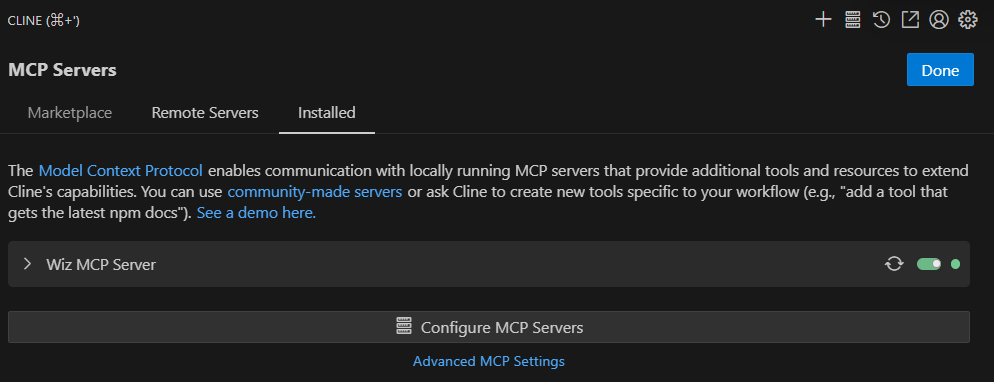 CLINE (⌘+')
MCP Servers
Done
Marketplace
Remote Servers
Installed
The Model Context Protocol enables communication with locally running MCP servers that provide additional tools and resources to extend
Cline's capabilities. You can use community-made servers or ask Cline to create new tools specific to your workflow (e.g., "add a tool that
gets the latest npm docs"). See a demo here.
Wiz MCP Server
Configure MCP Servers
Advanced MCP Settings